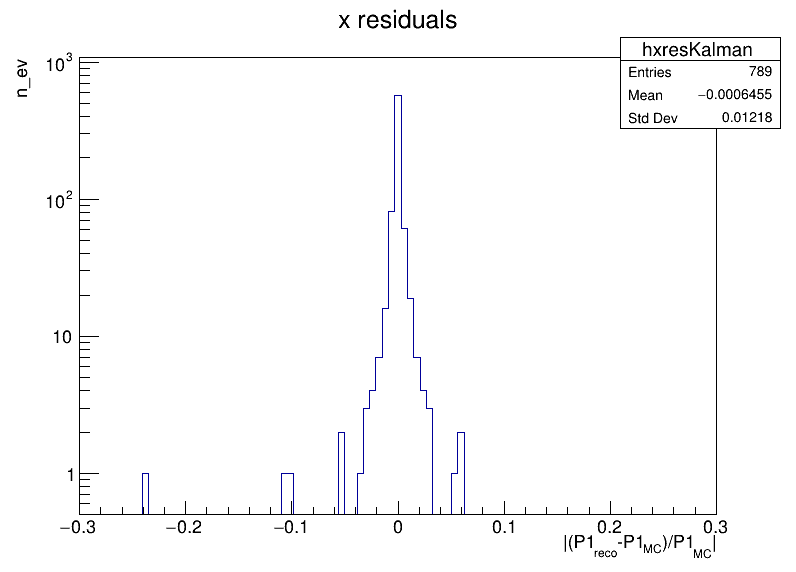 x residuals
hxresKalman
Entries 789
Mean −0.0006455
Std Dev 0.01218
n_ev
10³
10²
10
1
−0.3 −0.2 −0.1 0 0.1 0.2 0.3
|(P1reco-P1MC)/P1MC|